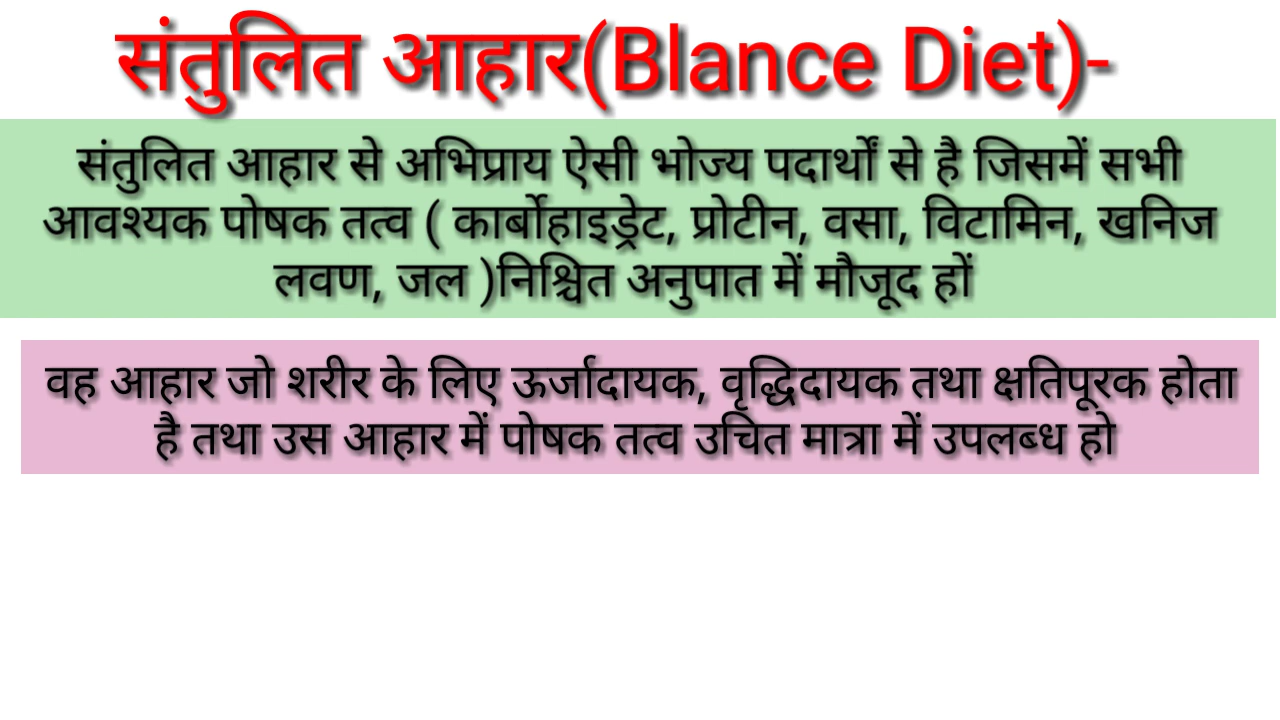 संतुलित आहार(Blance Diet)-
संतुलित आहार से अभिप्राय ऐसी भोज्य पदार्थों से है जिसमें सभी
आवश्यक पोषक तत्व ( कार्बोहाइड्रेट, प्रोटीन, वसा, विटामिन, खनिज
लवण, जल )निश्चित अनुपात में मौजूद हों
वह आहार जो शरीर के लिए ऊर्जादायक, वृद्धिदायक तथा क्षतिपूरक होता
है तथा उस आहार में पोषक तत्व उचित मात्रा में उपलब्ध हो